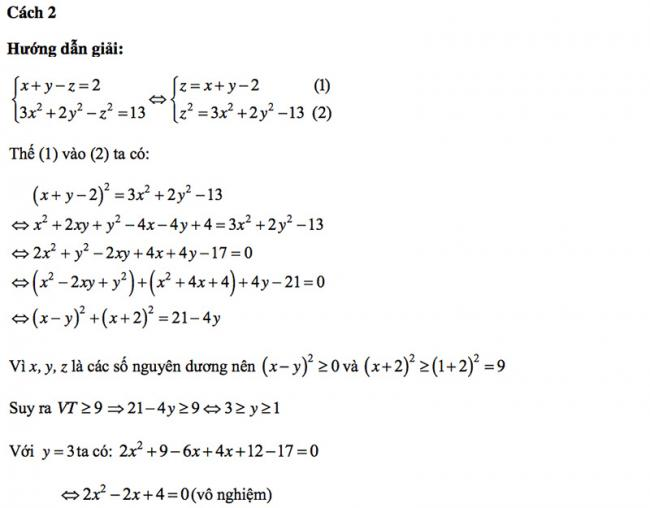 Cách 2
Hướng dẫn giải:
{x+y−z=2 ⇔ {z=x+y−2 (1)
{3x²+2y²−z²=13 {z²=3x²+2y²−13 (2)
Thế (1) vào (2) ta có:
(x+y−2)²=3x²+2y²−13
⇔ x²+2xy+y²−4x−4y+4=3x²+2y²−13
⇔ 2x²+y²−2xy+4x+4y−17=0
⇔ (x²−2xy+y²)+(x²+4x+4)+4y−21=0
⇔ (x−y)²+(x+2)²=21−4y
Vì x, y, z là các số nguyên dương nên (x−y)²≥0 và (x+2)²≥(1+2)²=9
Suy ra VT≥9⇒21−4y≥9⇔3≥y≥1
Với y=3 ta có: 2x²+9−6x+4x+12−17=0
⇔2x²−2x+4=0(vô nghiệm)